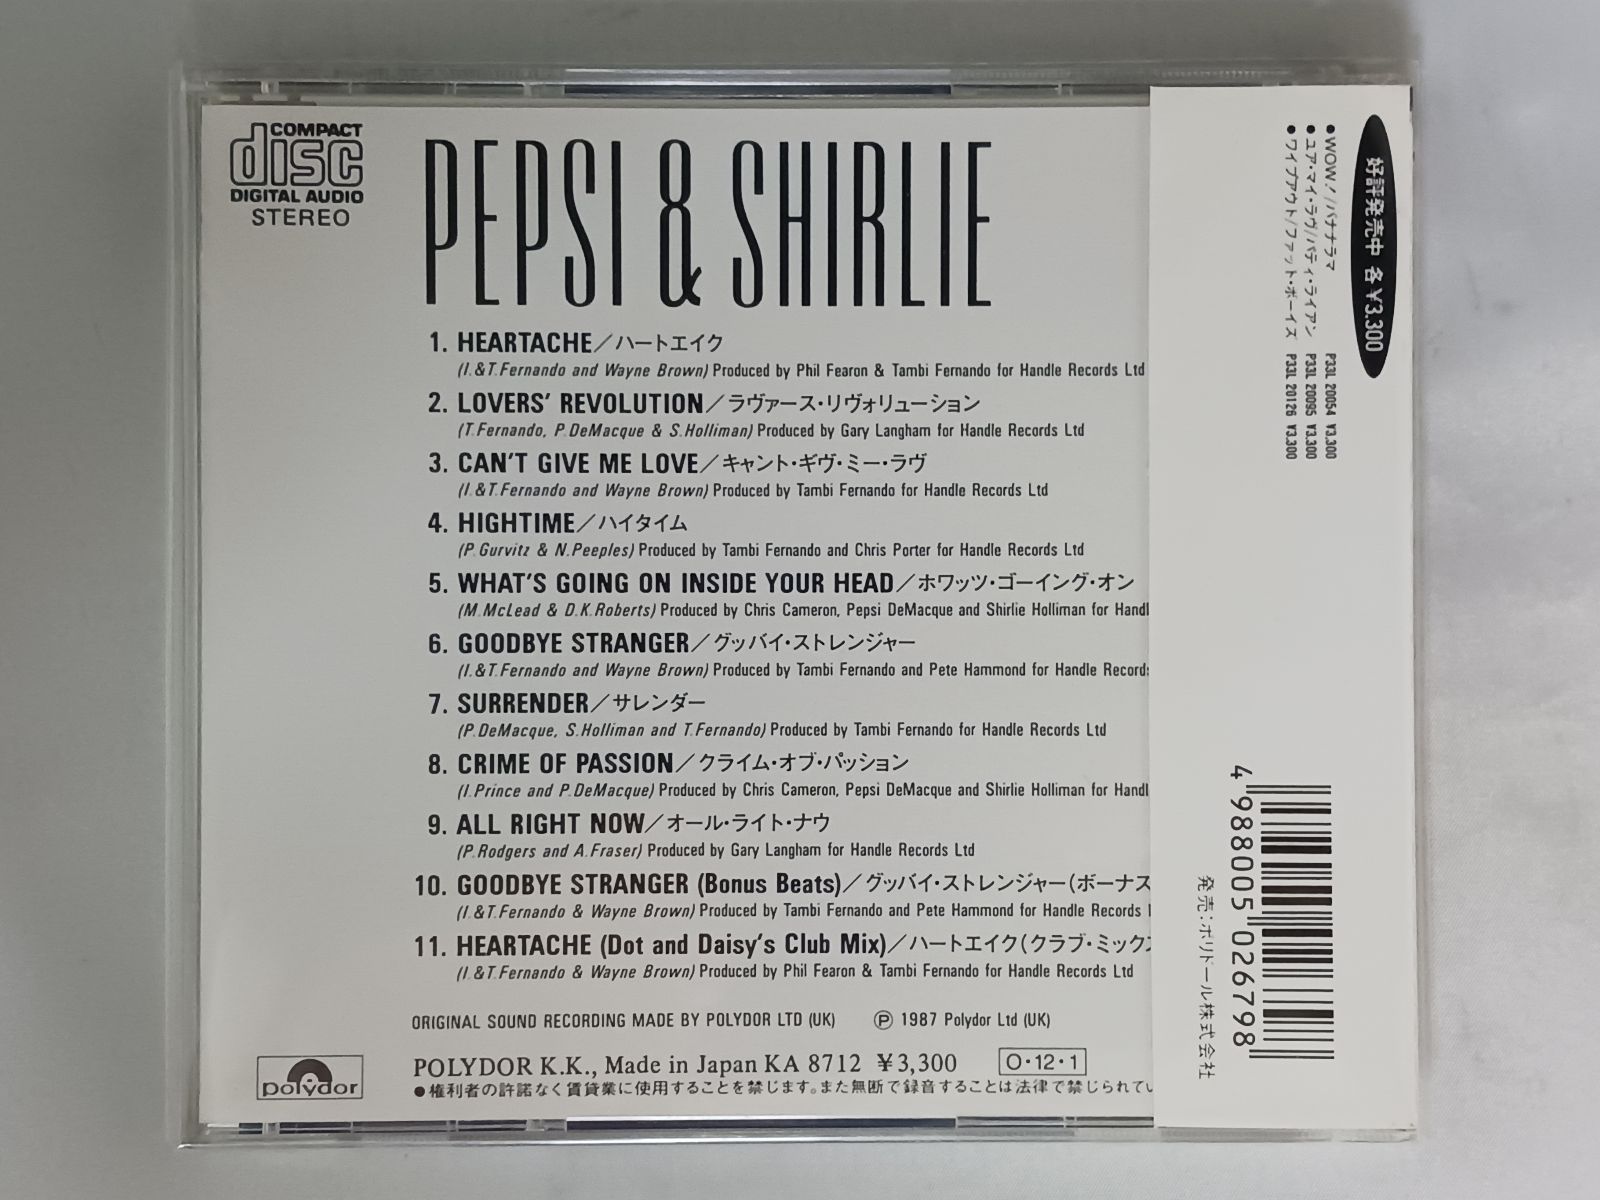 COMPACT
disc
DIGITAL AUDIO
STEREO
PEPSI & SHIRLIE
1. HEARTACHE／ハートエイク
(I.&T.Fernando and Wayne Brown) Produced by Phil Fearon & Tambi Fernando for Handle Records Ltd
2. LOVERS' REVOLUTION／ラヴァース・リヴォリューション
(T.Fernando, P.DeMacque & S.Holliman) Produced by Gary Langham for Handle Records Ltd
3. CAN'T GIVE ME LOVE／キャント・ギヴ・ミー・ラヴ
(I.&T.Fernando and Wayne Brown) Produced by Tambi Fernando for Handle Records Ltd
4. HIGHTIME／ハイタイム
(P.Gurvitz & N.Peeples) Produced by Tambi Fernando and Chris Porter for Handle Records Ltd
5. WHAT'S GOING ON INSIDE YOUR HEAD／ホワッツ・ゴーイング・オン
(M.McLead & D.K.Roberts) Produced by Chris Cameron, Pepsi DeMacque and Shirlie Holliman for Handl
6. GOODBYE STRANGER／グッバイ・ストレンジャー
(I.&T.Fernando and Wayne Brown) Produced by Tambi Fernando and Pete Hammond for Handle Records
7. SURRENDER／サレンダー
(P.DeMacque, S.Holliman and T.Fernando) Produced by Tambi Fernando for Handle Records Ltd
8. CRIME OF PASSION／クライム・オブ・パッション
(I.Prince and P.DeMacque) Produced by Chris Cameron, Pepsi DeMacque and Shirlie Holliman for Handl
9. ALL RIGHT NOW／オール・ライト・ナウ
(P.Rodgers and A.Fraser) Produced by Gary Langham for Handle Records Ltd
10. GOODBYE STRANGER (Bonus Beats)／グッバイ・ストレンジャー(ボーナス
(I.&T.Fernando & Wayne Brown) Produced by Tambi Fernando and Pete Hammond for Handle Records
11. HEARTACHE (Dot and Daisy's Club Mix)／ハートエイク(クラブ・ミックス
(I.&T.Fernando & Wayne Brown) Produced by Phil Fearon & Tambi Fernando for Handle Records Ltd
ORIGINAL SOUND RECORDING MADE BY POLYDOR LTD (UK) Ⓟ 1987 Polydor Ltd (UK)
polydor
POLYDOR K.K., Made in Japan KA 8712 ¥3,300 O・12・1
●権利者の許諾なく賃貸業に使用することを禁じます。また無断で録音することは法律で禁じられてい
好評発売中 各¥3,300
●WOW!/バナナラマ P33L 20054 ¥3,300
●ユア・マイ・ラヴ/パティ・ライアン P33L 20095 ¥3,300
●ワイプアウト/ファット・ボーイズ P33L 20126 ¥3,300
4 988005 026798
発売：ポリドール株式会社